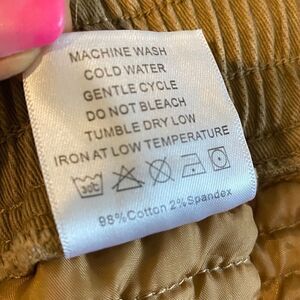 MACHINE WASH
COLD WATER
GENTLE CYCLE
DO NOT BLEACH
TUMBLE DRY LOW
IRON AT LOW TEMPERATURE
98%Cotton 2%Spandex